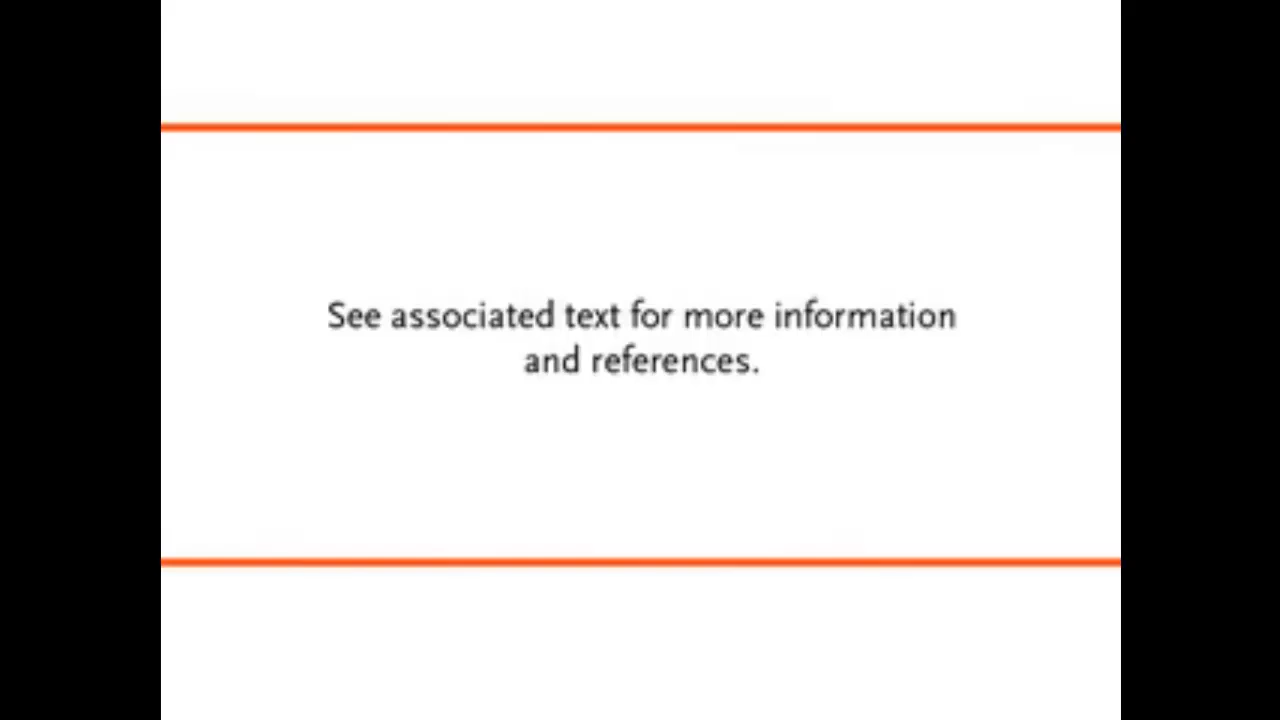 See associated text for more information
and references.